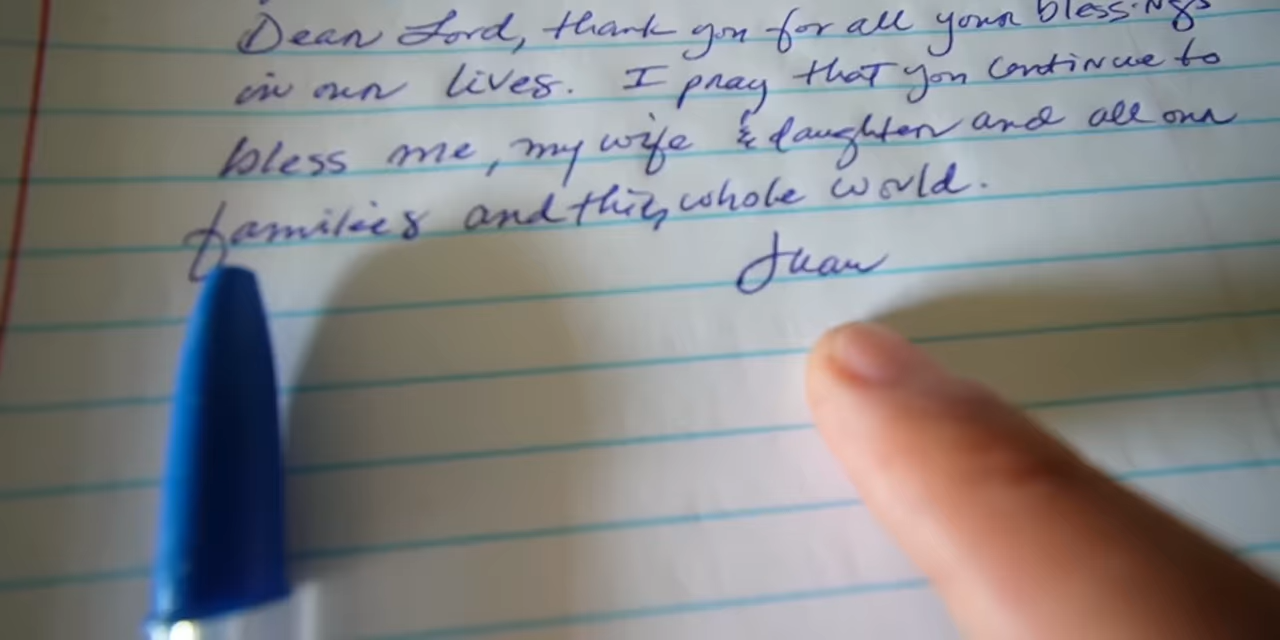 Dear Lord, thank you for all your blessings
in our lives. I pray that you continue to
bless me, my wife & daughter and all our
families and this whole world.
Juan